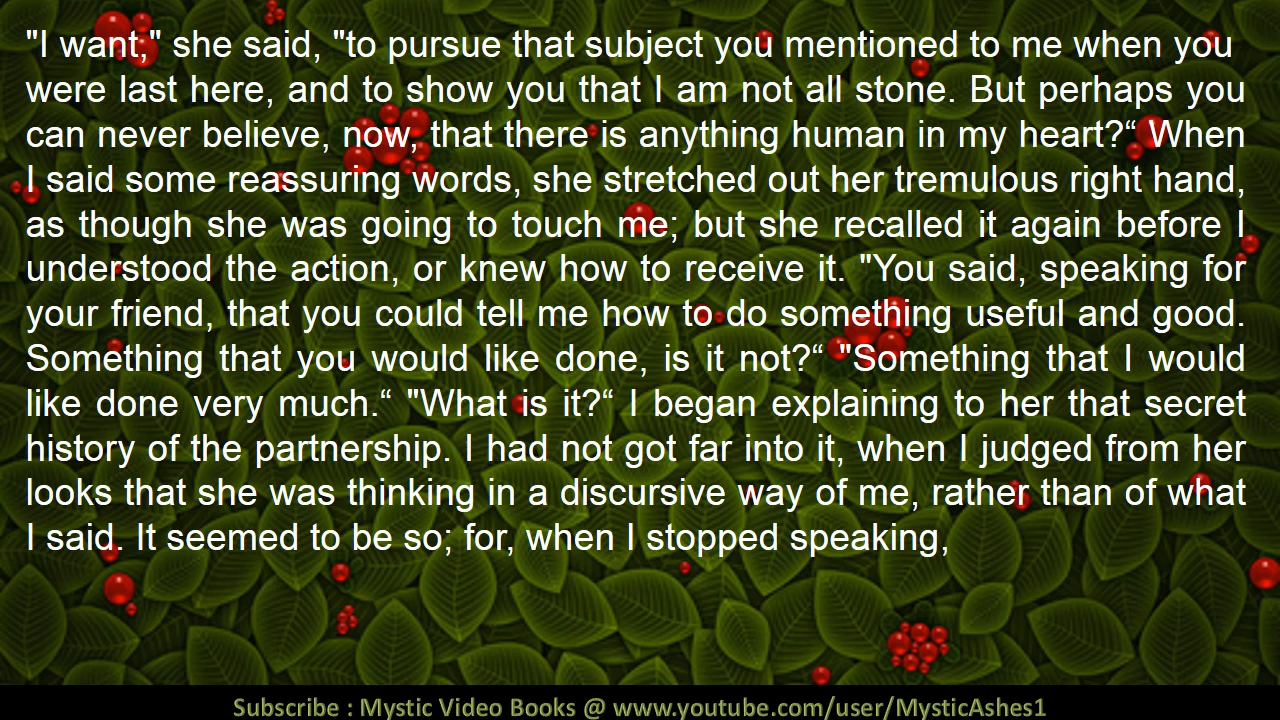 "I want," she said, "to pursue that subject you mentioned to me when you
were last here, and to show you that I am not all stone. But perhaps you
can never believe, now, that there is anything human in my heart?“ When
I said some reassuring words, she stretched out her tremulous right hand,
as though she was going to touch me; but she recalled it again before I
understood the action, or knew how to receive it. "You said, speaking for
your friend, that you could tell me how to do something useful and good.
Something that you would like done, is it not?“ "Something that I would
like done very much.“ "What is it?“ I began explaining to her that secret
history of the partnership. I had not got far into it, when I judged from her
looks that she was thinking in a discursive way of me, rather than of what
I said. It seemed to be so; for, when I stopped speaking,
Subscribe : Mystic Video Books @ www.youtube.com/user/MysticAshes1